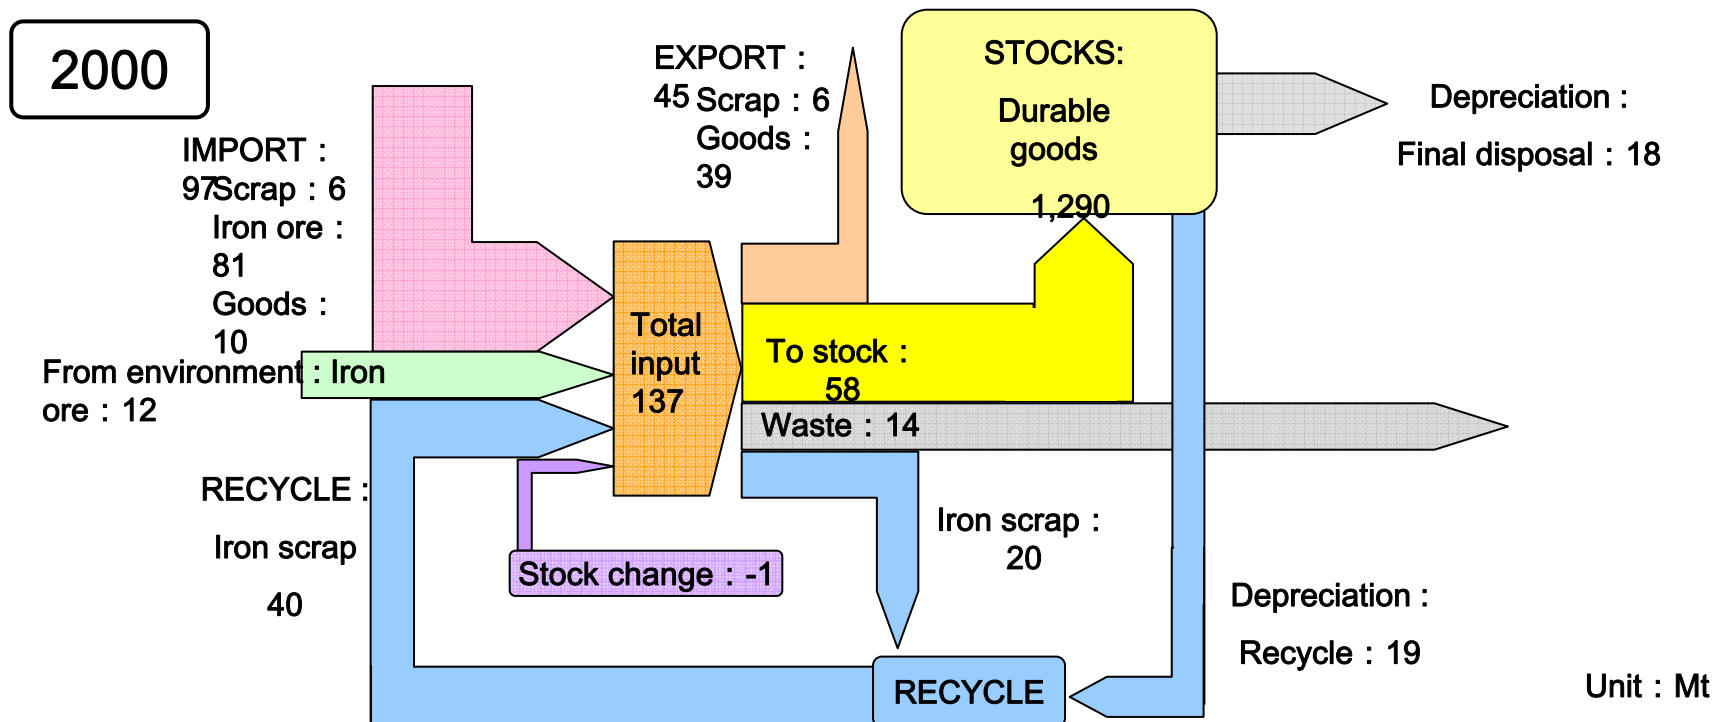 2000
IMPORT：
97
Scrap：6
Iron ore：
81
Goods：
10
From environment：Iron
ore：12
RECYCLE：
Iron scrap
40
Stock change：-1
Total
input
137
EXPORT：
45
Scrap：6
Goods：
39
To stock：
58
Waste：14
Iron scrap：
20
RECYCLE
STOCKS:
Durable
goods
1,290
Depreciation：
Final disposal：18
Depreciation：
Recycle：19
Unit：Mt